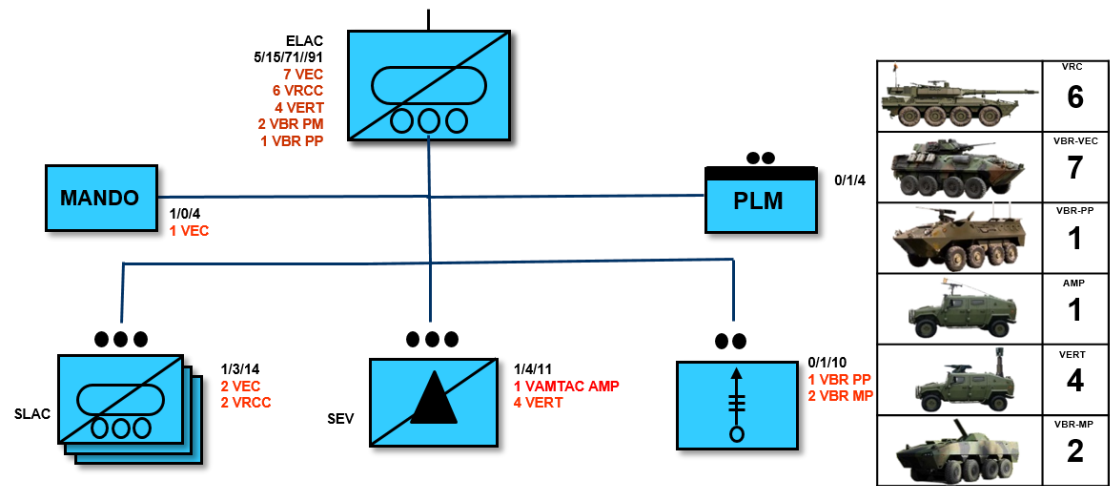 ELAC
5/15/71//91
7 VEC
6 VRCC
4 VERT
2 VBR PM
1 VBR PP
MANDO
1/0/4
1 VEC
PLM
0/1/4
SLAC
1/3/14
2 VEC
2 VRCC
SEV
1/4/11
1 VAMTAC AMP
4 VERT
0/1/10
1 VBR PP
2 VBR MP
VRC
6
VBR-VEC
7
VBR-PP
1
AMP
1
VERT
4
VBR-MP
2